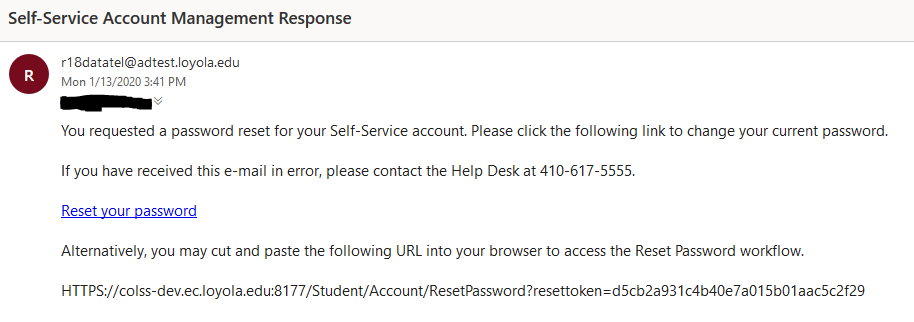 Self-Service Account Management Response
R
r18datatel@adtest.loyola.edu
Mon 1/13/2020 3:41 PM
You requested a password reset for your Self-Service account. Please click the following link to change your current password.
If you have received this e-mail in error, please contact the Help Desk at 410-617-5555.
Reset your password
Alternatively, you may cut and paste the following URL into your browser to access the Reset Password workflow.
HTTPS://colss-dev.ec.loyola.edu:8177/Student/Account/ResetPassword?resettoken=d5cb2a931c4b40e7a015b01aac5c2f29